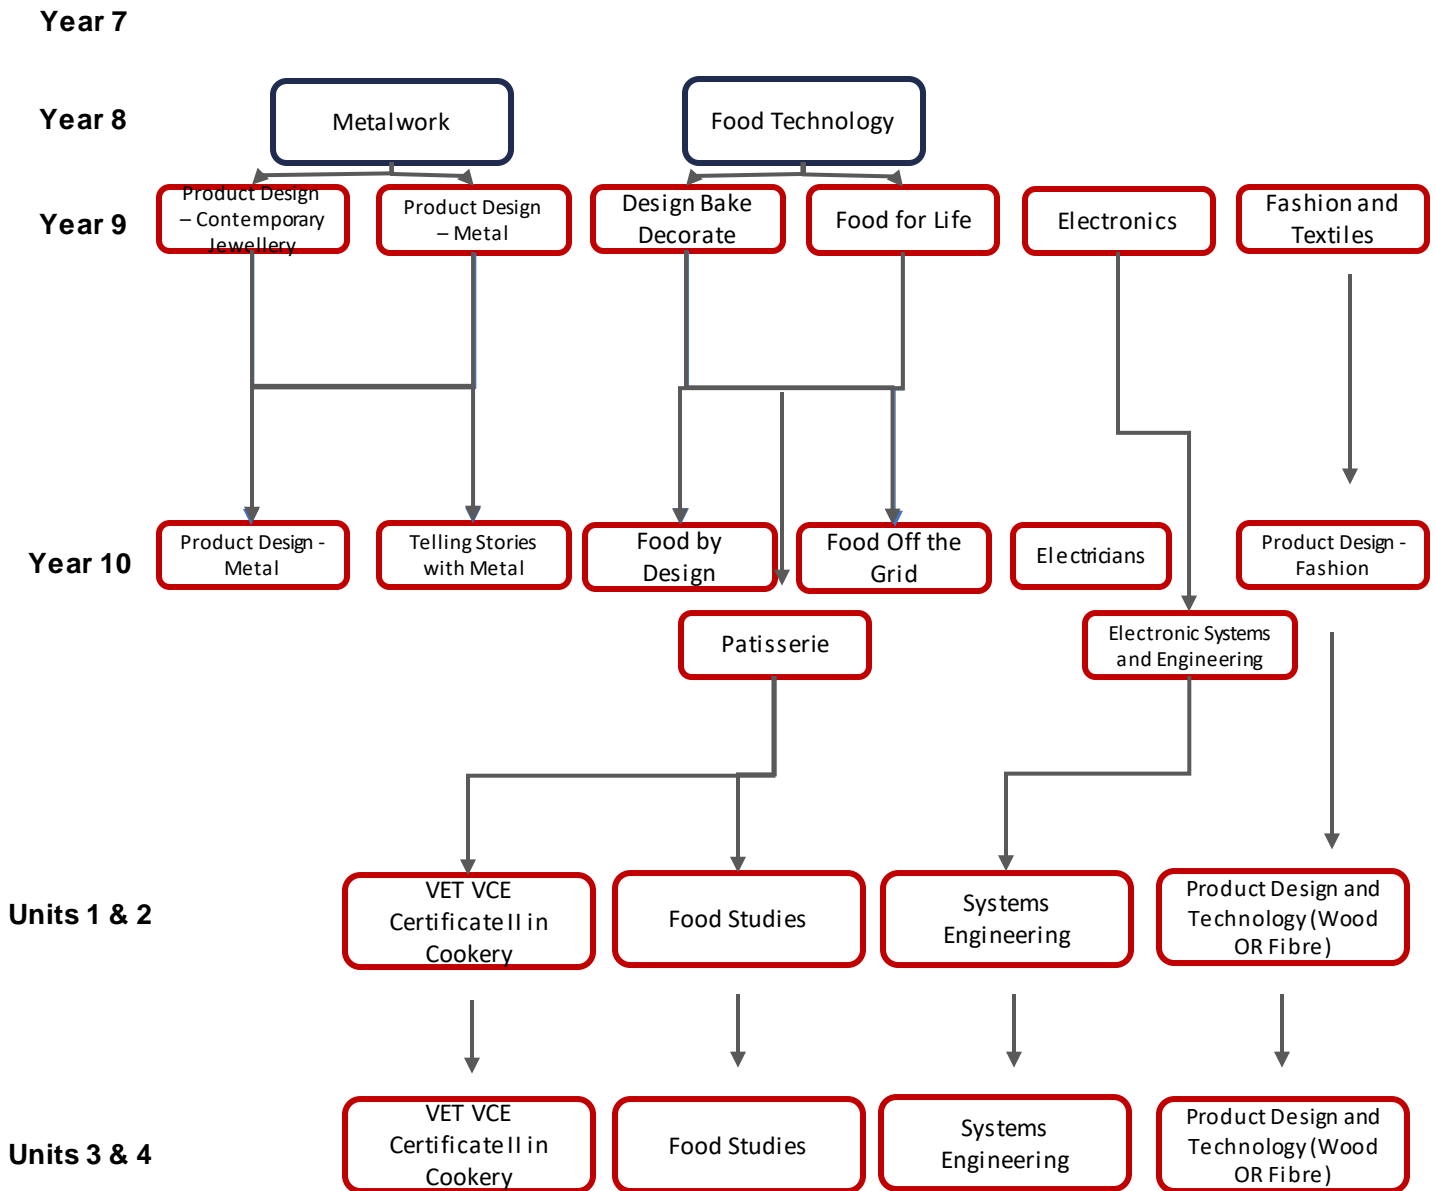 Year 7
Year 8
Metalwork
Food Technology
Year 9
Product Design
– Contemporary
Jewellery
Product Design
– Metal
Design Bake
Decorate
Food for Life
Electronics
Fashion and
Textiles
Year 10
Product Design -
Metal
Telling Stories
with Metal
Food by
Design
Food Off the
Grid
Electricians
Product Design -
Fashion
Patisserie
Electronic Systems
and Engineering
Units 1 & 2
VET VCE
Certificate II in
Cookery
Food Studies
Systems
Engineering
Product Design and
Technology (Wood
OR Fibre)
Units 3 & 4
VET VCE
Certificate II in
Cookery
Food Studies
Systems
Engineering
Product Design and
Technology (Wood
OR Fibre)